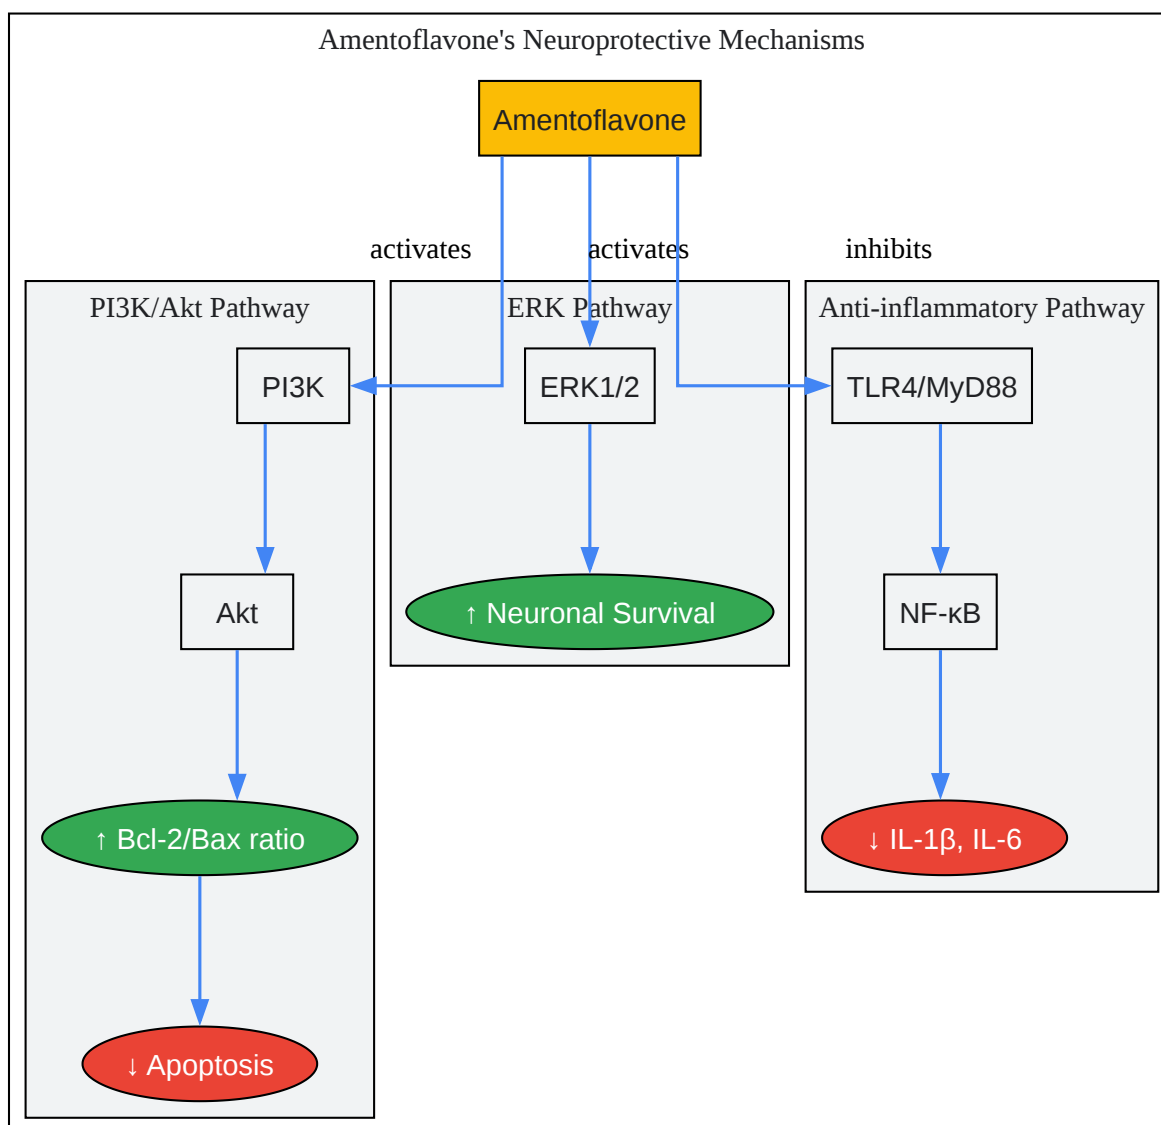 Amentoflavone's Neuroprotective Mechanisms
Amentoflavone
activates
activates
inhibits
PI3K/Akt Pathway
ERK Pathway
Anti-inflammatory Pathway
PI3K
ERK1/2
TLR4/MyD88
Akt
↑ Neuronal Survival
NF-κB
↑ Bcl-2/Bax ratio
↓ IL-1β, IL-6
↓ Apoptosis